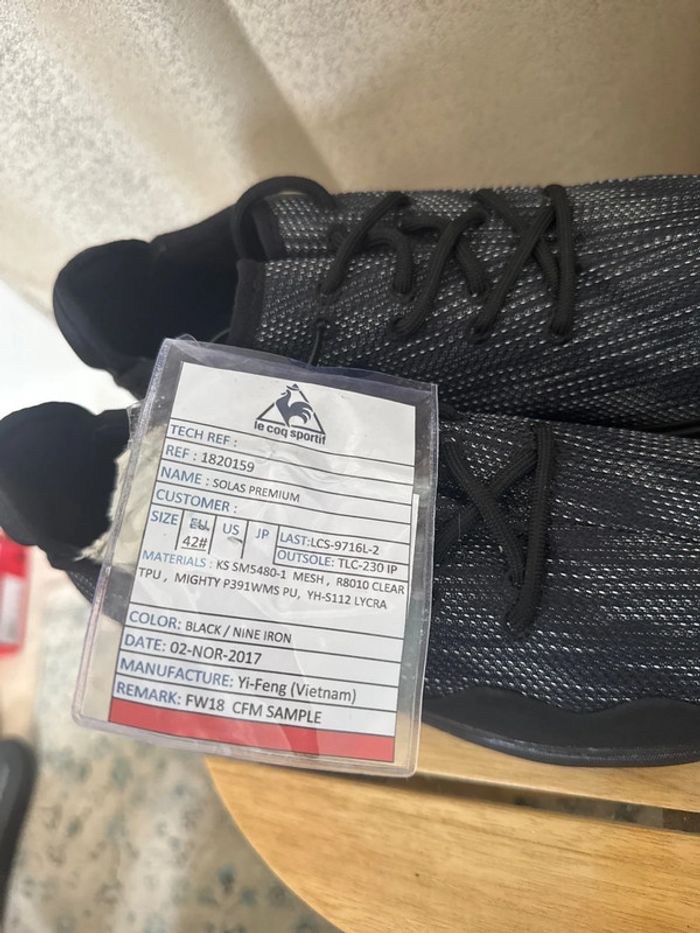 le coq sportif
TECH REF :
REF : 1820159
NAME : SOLAS PREMIUM
CUSTOMER :
SIZE EU US JP LAST:LCS-9716L-2
42# OUTSOLE: TLC-230 IP
MATERIALS : KS SM5480-1 MESH , R8010 CLEAR
TPU , MIGHTY P391WMS PU, YH-S112 LYCRA
COLOR: BLACK / NINE IRON
DATE: 02-NOR-2017
MANUFACTURE: Yi-Feng (Vietnam)
REMARK: FW18 CFM SAMPLE